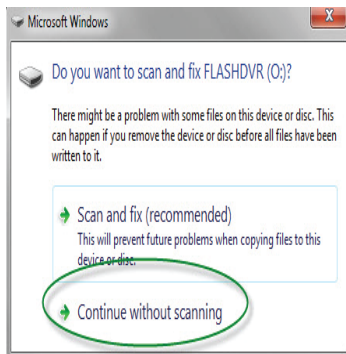 Microsoft Windows
Do you want to scan and fix FLASHDVR (O:)?
There might be a problem with some files on this device or disc. This
can happen if you remove the device or disc before all files have been
written to it.
Scan and fix (recommended)
This will prevent future problems when copying files to this
device or disc.
Continue without scanning